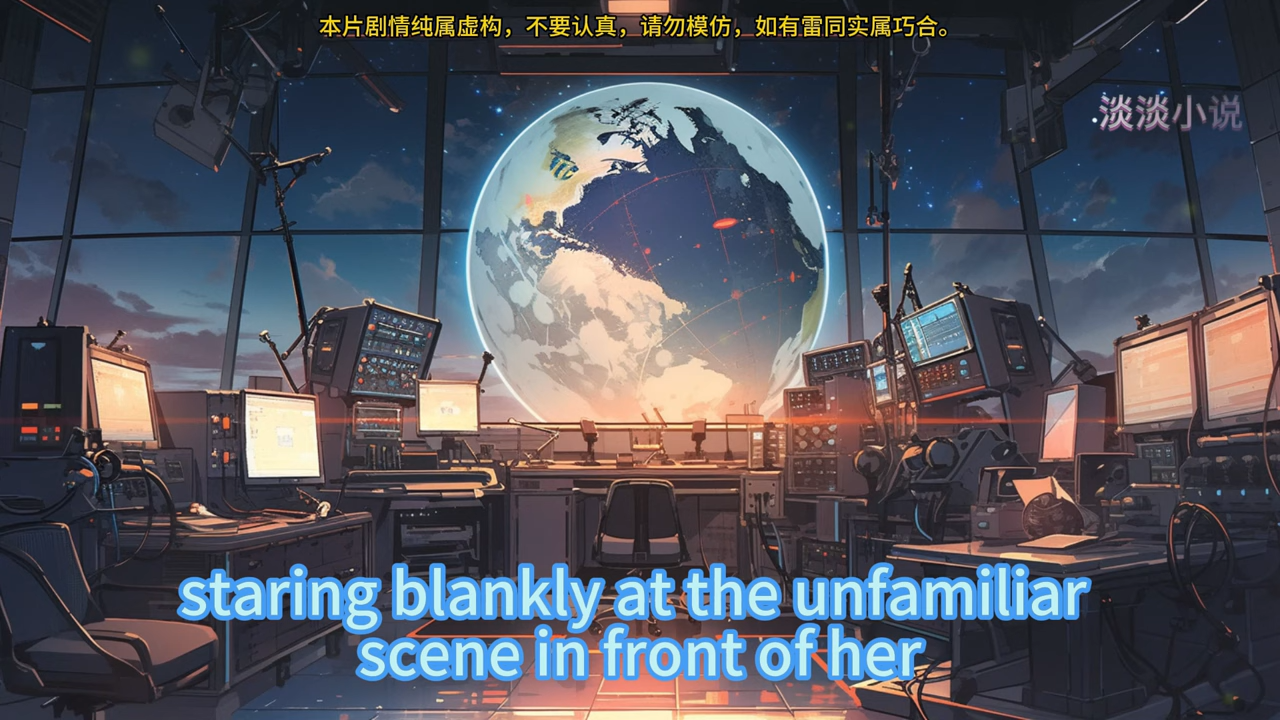 本片剧情纯属虚构，不要认真，请勿模仿，如有雷同实属巧合。
淡淡小说
staring blankly at the unfamiliar
scene in front of her